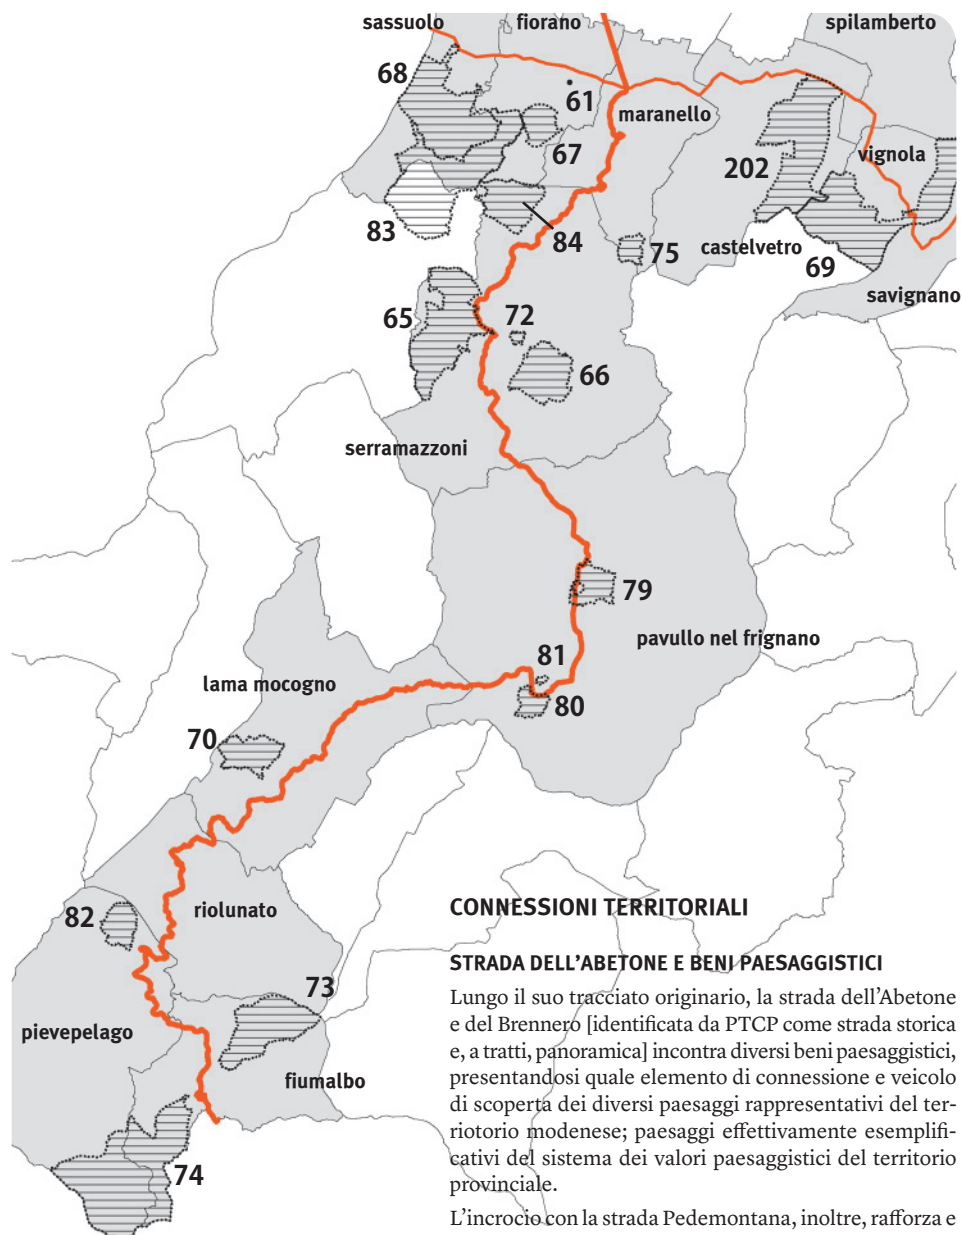 sassuolo
fiorano
spilamberto
68
61
maranello
67
202
vignola
83
84
75
castelvetro
69
savignano
65
72
66
serramazzoni
79
pavullo nel frignano
81
lama mocogno
80
70
82
riolunato
73
pievepelago
fiumalbo
74
CONNESSIONI TERRITORIALI
STRADA DELL'ABETONE E BENI PAESAGGISTICI
Lungo il suo tracciato originario, la strada dell'Abetone
e del Brennero [identificata da PTCP come strada storica
e, a tratti, panoramica] incontra diversi beni paesaggistici,
presentandosi quale elemento di connessione e veicolo
di scoperta dei diversi paesaggi rappresentativi del ter-
riotorio modenese; paesaggi effettivamente esemplifi-
cativi del sistema dei valori paesaggistici del territorio
provinciale.
L'incrocio con la strada Pedemontana, inoltre, rafforza e